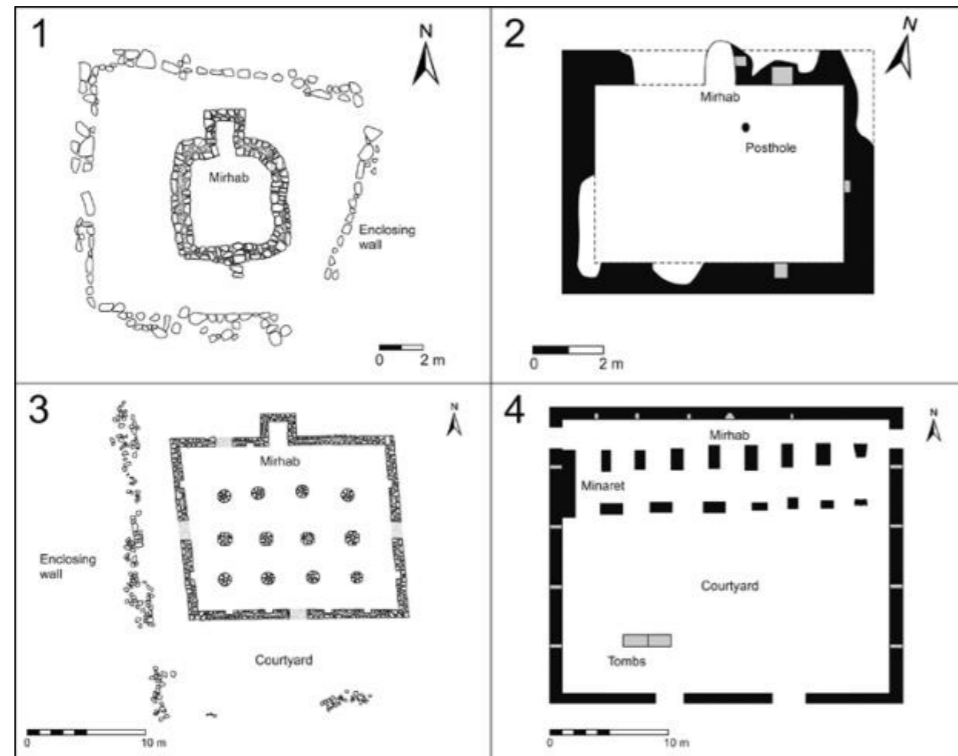 1
N
Mirhab
Enclosing
wall
0 2 m
2
N
Mirhab
Posthole
0 2 m
3
N
Mirhab
Enclosing
wall
Courtyard
0 10 m
4
N
Mirhab
Minaret
Courtyard
Tombs
0 10 m